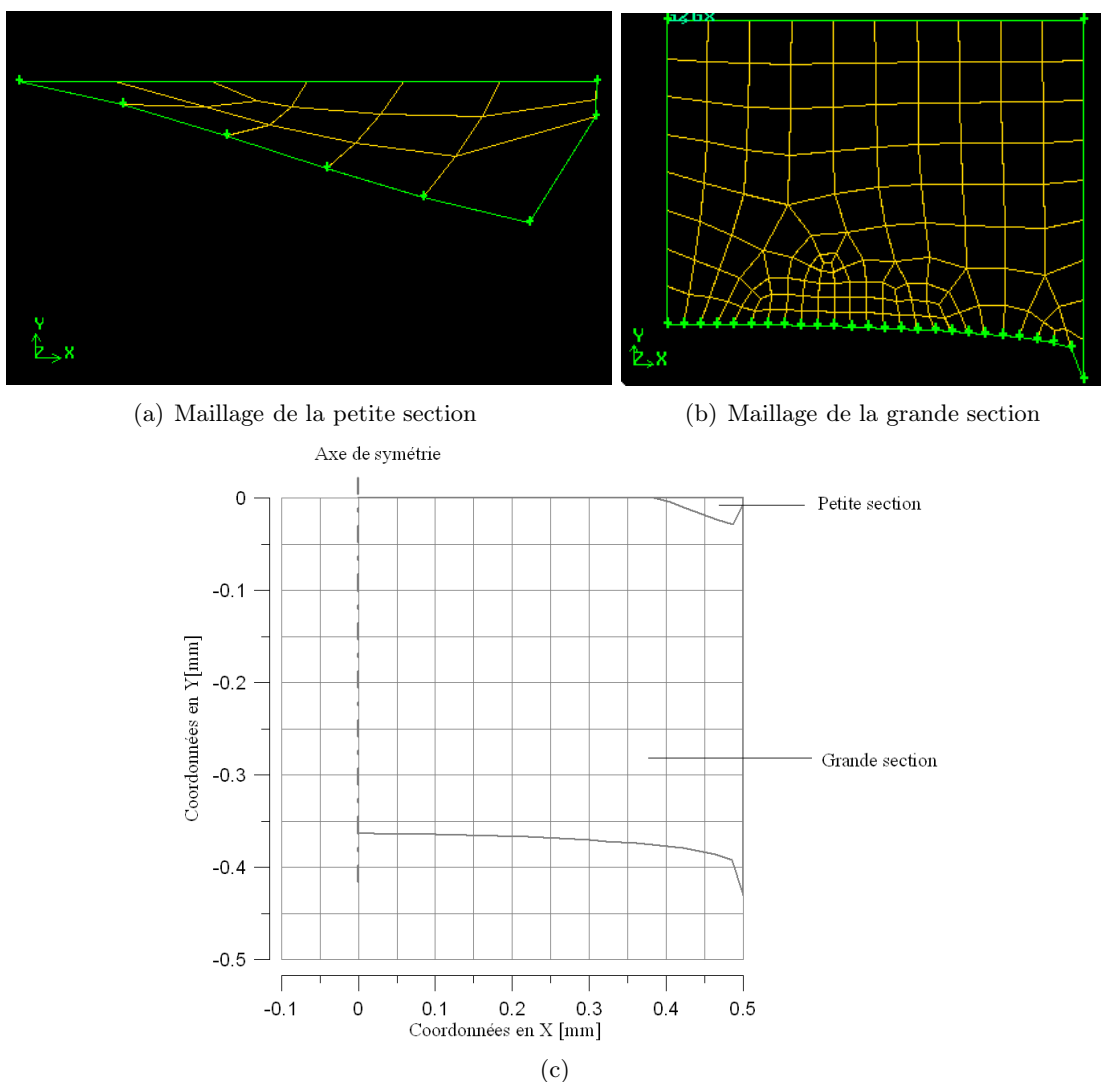 Y
Z X
Y
Z X
(a) Maillage de la petite section
(b) Maillage de la grande section
Axe de symétrie
Petite section
Grande section
Coordonnées en Y[mm]
0
-0.1
-0.2
-0.3
-0.4
-0.5
-0.1 0 0.1 0.2 0.3 0.4 0.5
Coordonnées en X [mm]
(c)